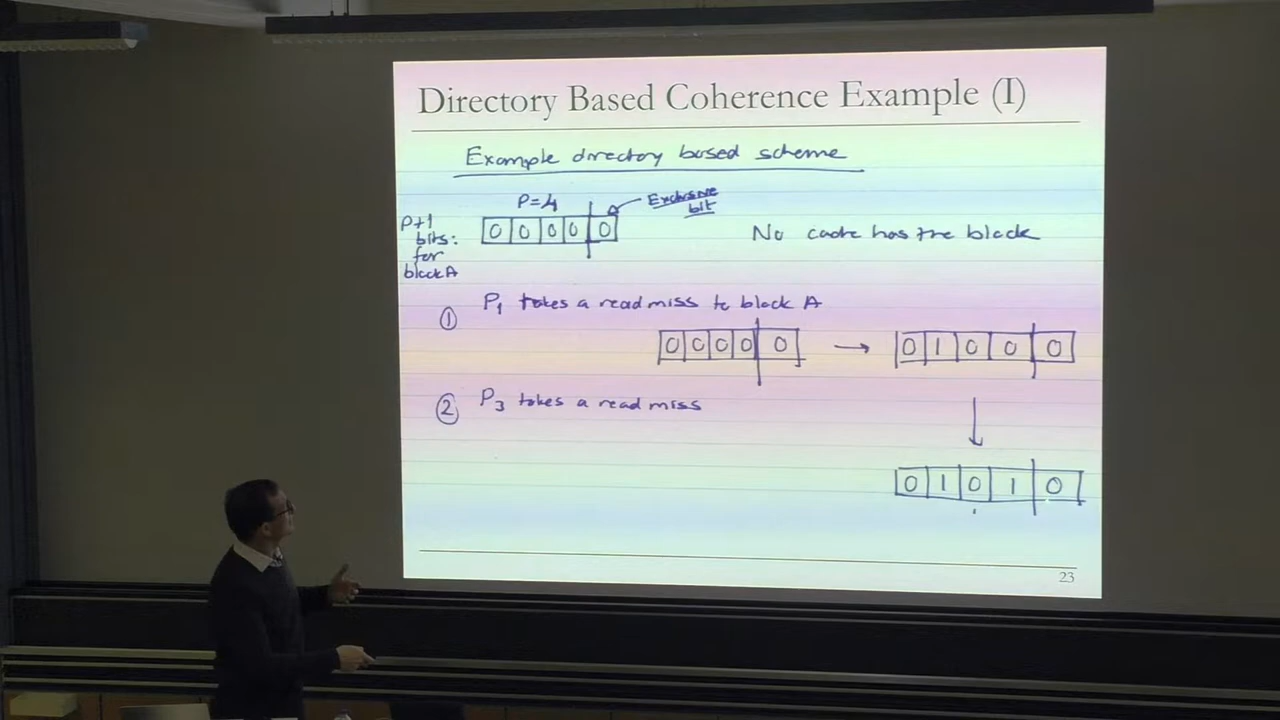 Directory Based Coherence Example (I)
Example directory based scheme
P=4
Exclusive
bit
P+1
bits:
for
block A
0 0 0 0 0
No cache has the block
① P1 takes a read miss to block A
0 0 0 0 0 → 0 1 0 0 0
② P3 takes a read miss
↓
0 1 0 1 0
23